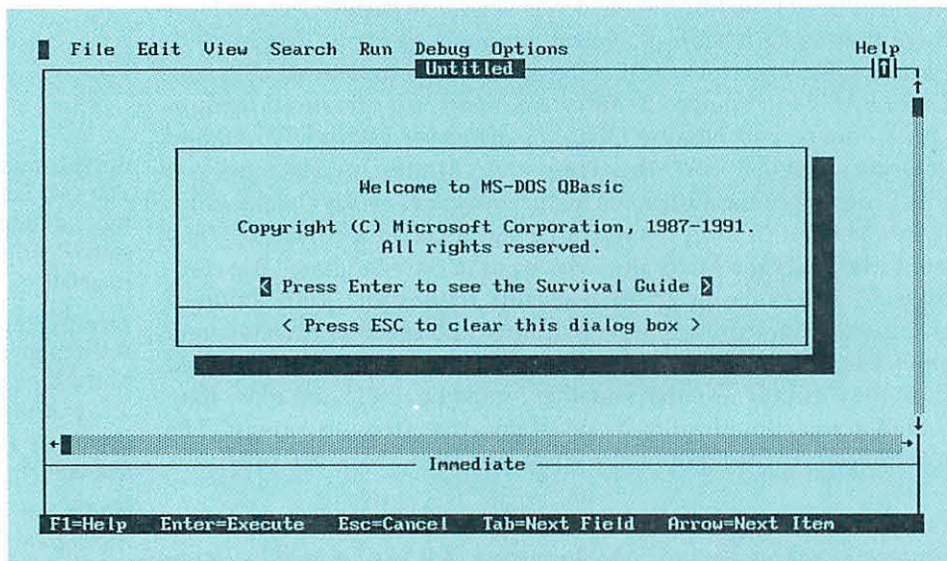 File Edit View Search Run Debug Options Help
Untitled
Welcome to MS-DOS QBasic
Copyright (C) Microsoft Corporation, 1987-1991.
All rights reserved.
< Press Enter to see the Survival Guide >
< Press ESC to clear this dialog box >
Immediate
F1=Help Enter=Execute Esc=Cancel Tab=Next Field Arrow=Next Item